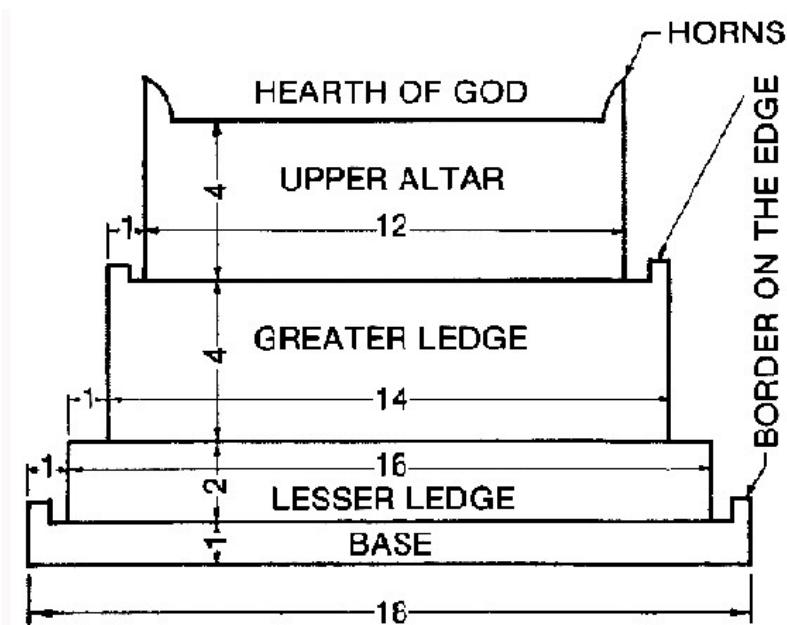 HORNS
HEARTH OF GOD
UPPER ALTAR
4
1
12
BORDER ON THE EDGE
GREATER LEDGE
4
1
14
1
16
2
LESSER LEDGE
1
BASE
18